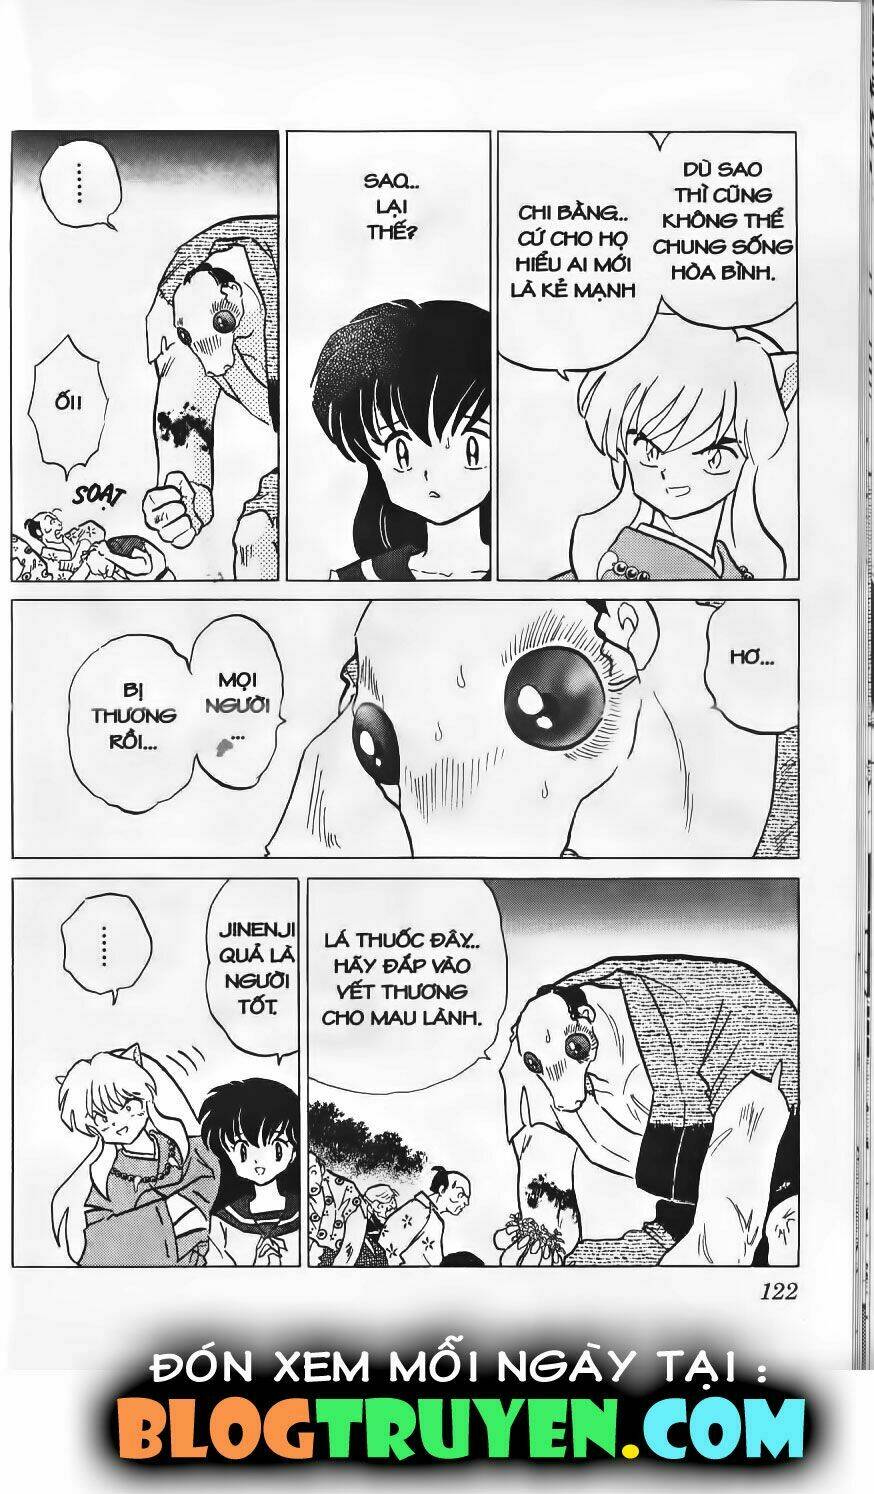 DÙ SAO
THÌ CŨNG
KHÔNG THỂ
CHUNG SỐNG
HÒA BÌNH.
CHI BẰNG...
CỨ CHO HỌ
HIỂU AI MỚI
LÀ KẺ MẠNH
SAO...
LẠI
THẾ?
......
ỐI!
SOẠT
HƠ...
MỌI
NGƯỜI
...
BỊ
THƯƠNG
RỒI...
LÁ THUỐC ĐÂY...
HÃY ĐẮP VÀO
VẾT THƯƠNG
CHO MAU LÀNH.
JINENJI
QUẢ LÀ
NGƯỜI
TỐT.
......
122
ĐÓN XEM MỖI NGÀY TẠI :
BLOGTRUYEN.COM